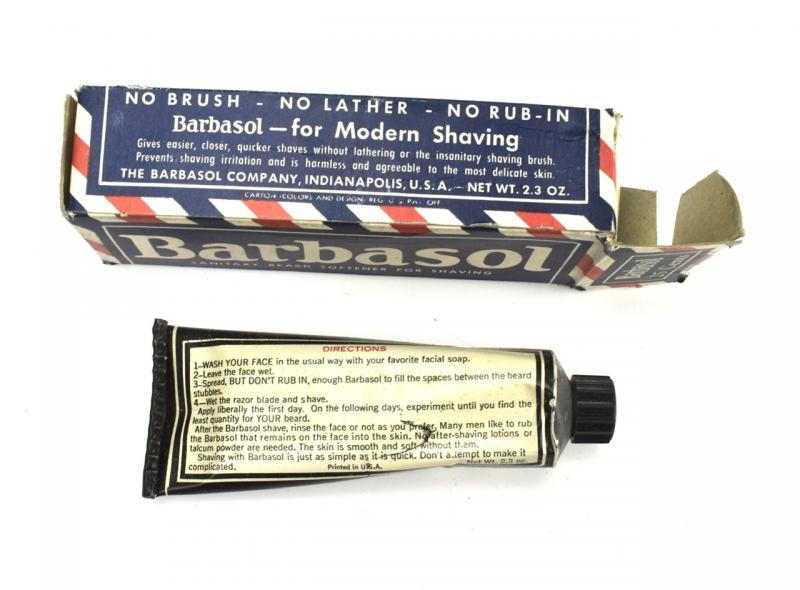 NO BRUSH - NO LATHER - NO RUB-IN
Barbasol — for Modern Shaving
Gives easier, closer, quicker shaves without lathering or the insanitary shaving brush.
Prevents shaving irritation and is harmless and agreeable to the most delicate skin.
THE BARBASOL COMPANY, INDIANAPOLIS, U.S.A. — NET WT. 2.3 OZ.
CARTON COLORS AND DESIGN REG. U.S. PAT. OFF
Barbasol
SANITARY BEARD SOFTENER FOR SHAVING
Barbasol
DIRECTIONS
1—WASH YOUR FACE in the usual way with your favorite facial soap.
2—Leave the face wet.
3—Spread, BUT DON'T RUB IN, enough Barbasol to fill the spaces between the beard
stubbles.
4—Wet the razor blade and shave.
Apply liberally the first day. On the following days, experiment until you find the
least quantity for YOUR beard.
After the Barbasol shave, rinse the face or not as you prefer. Many men like to rub
the Barbasol that remains on the face into the skin. No after-shaving lotions or
talcum powder are needed. The skin is smooth and soft without them.
Shaving with Barbasol is just as simple as it is quick. Don't attempt to make it
complicated.
Printed in U.S.A.
Net Wt. 2.3 oz.